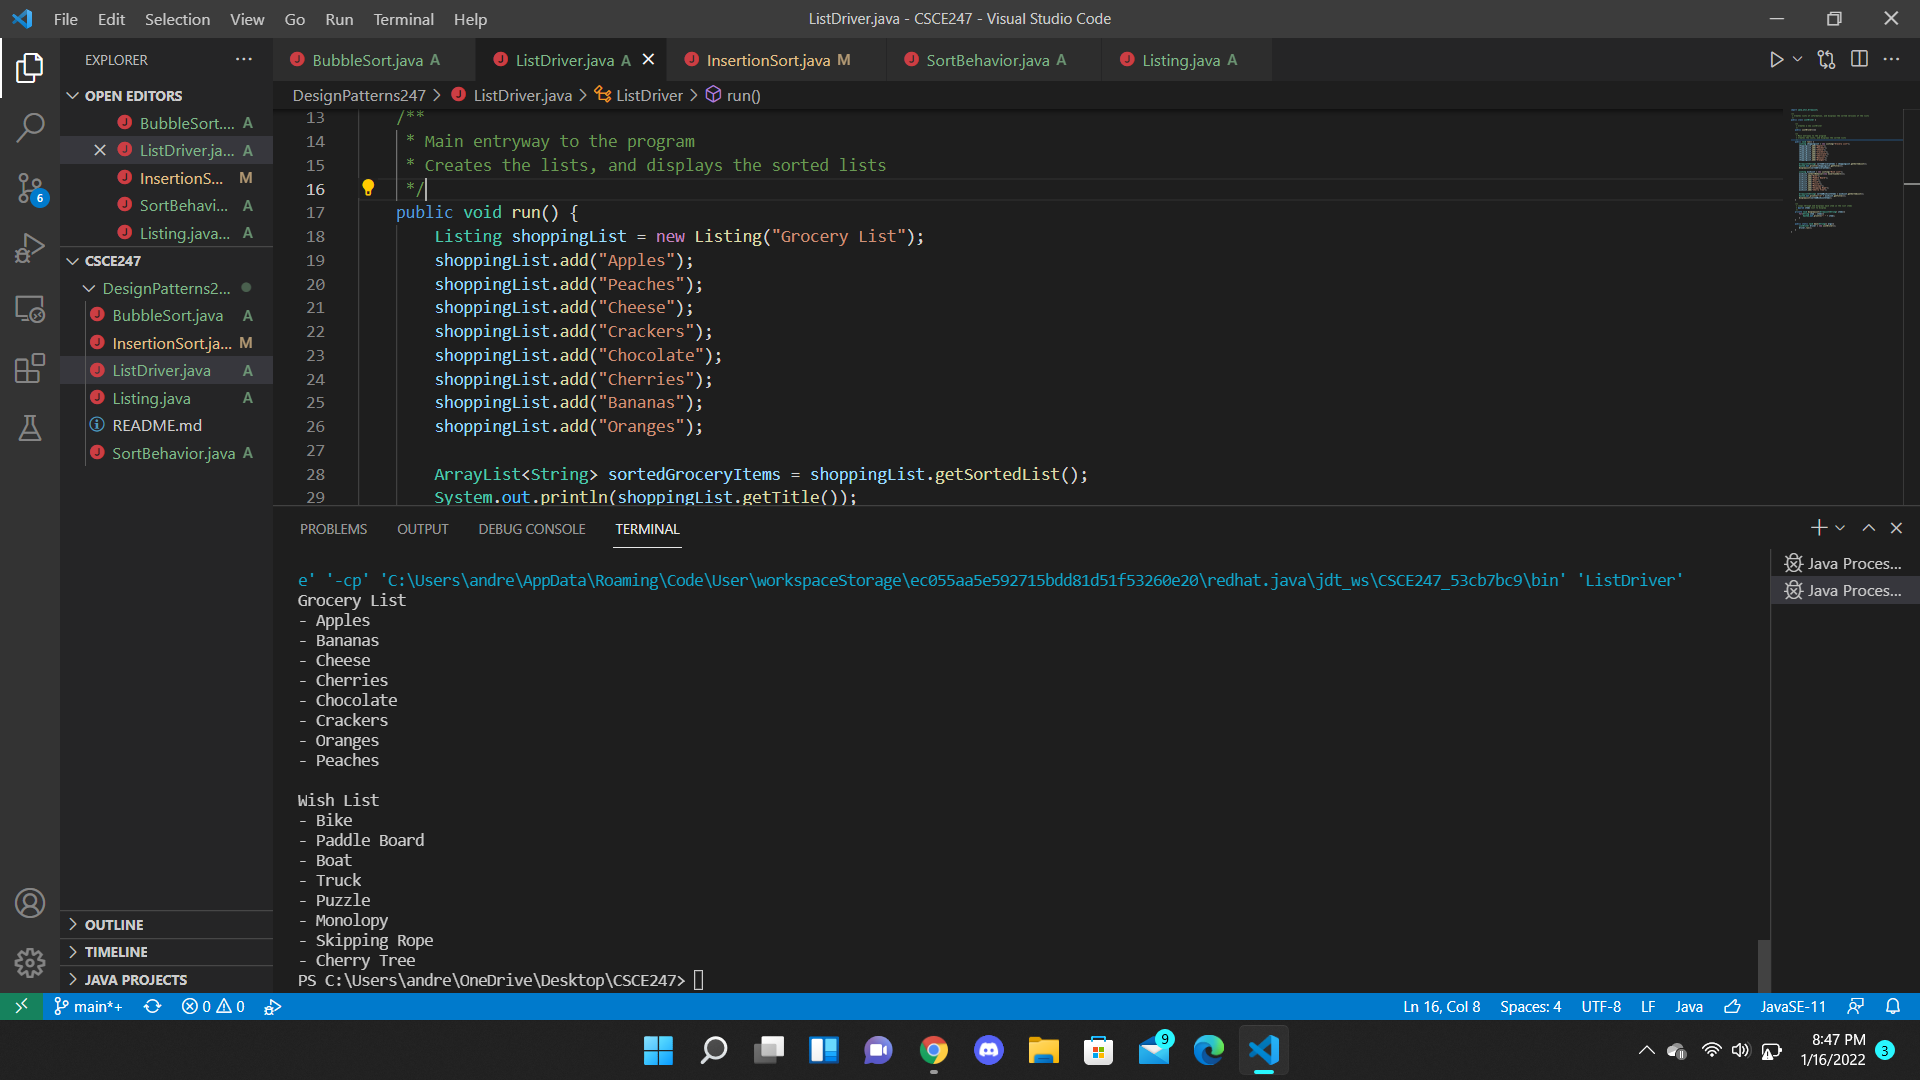 File Edit Selection View Go Run Terminal Help
ListDriver.java - CSCE247 - Visual Studio Code
EXPLORER
OPEN EDITORS
BubbleSort.... A
ListDriver.ja... A
InsertionS... M
SortBehavi... A
Listing.java... A
CSCE247
DesignPatterns2...
BubbleSort.java A
InsertionSort.ja... M
ListDriver.java A
Listing.java A
README.md
SortBehavior.java A
OUTLINE
TIMELINE
JAVA PROJECTS
6
BubbleSort.java A
ListDriver.java A
InsertionSort.java M
SortBehavior.java A
Listing.java A
DesignPatterns247 > ListDriver.java > ListDriver > run()
13 /**
14 * Main entryway to the program
15 * Creates the lists, and displays the sorted lists
16 */
17 public void run() {
18 Listing shoppingList = new Listing("Grocery List");
19 shoppingList.add("Apples");
20 shoppingList.add("Peaches");
21 shoppingList.add("Cheese");
22 shoppingList.add("Crackers");
23 shoppingList.add("Chocolate");
24 shoppingList.add("Cherries");
25 shoppingList.add("Bananas");
26 shoppingList.add("Oranges");
27
28 ArrayList<String> sortedGroceryItems = shoppingList.getSortedList();
29 System.out.println(shoppingList.getTitle());
PROBLEMS OUTPUT DEBUG CONSOLE TERMINAL
e' '-cp' 'C:\Users\andre\AppData\Roaming\Code\User\workspaceStorage\ec055aa5e592715bdd81d51f53260e20\redhat.java\jdt_ws\CSCE247_53cb7bc9\bin' 'ListDriver'
Grocery List
- Apples
- Bananas
- Cheese
- Cherries
- Chocolate
- Crackers
- Oranges
- Peaches
Wish List
- Bike
- Paddle Board
- Boat
- Truck
- Puzzle
- Monolopy
- Skipping Rope
- Cherry Tree
PS C:\Users\andre\OneDrive\Desktop\CSCE247>
Java Proces...
Java Proces...
main*+ 0 0
Ln 16, Col 8 Spaces: 4 UTF-8 LF Java JavaSE-11
9
8:47 PM
1/16/2022
3